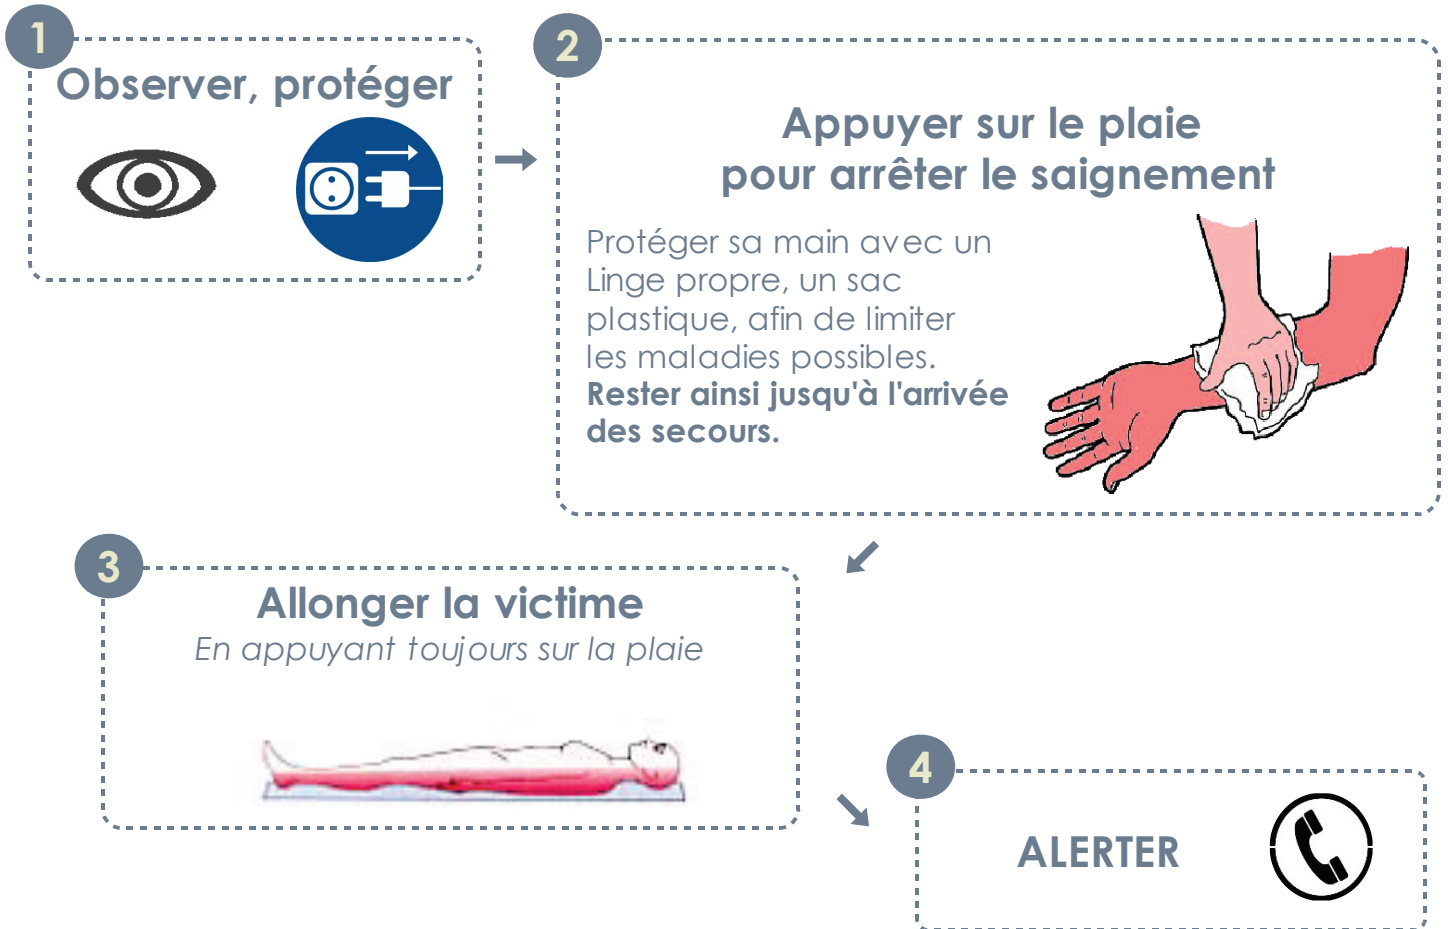 1
Observer, protéger
2
Appuyer sur le plaie
pour arrêter le saignement
Protéger sa main avec un
Linge propre, un sac
plastique, afin de limiter
les maladies possibles.
Rester ainsi jusqu'à l'arrivée
des secours.
3
Allonger la victime
En appuyant toujours sur la plaie
4
ALERTER